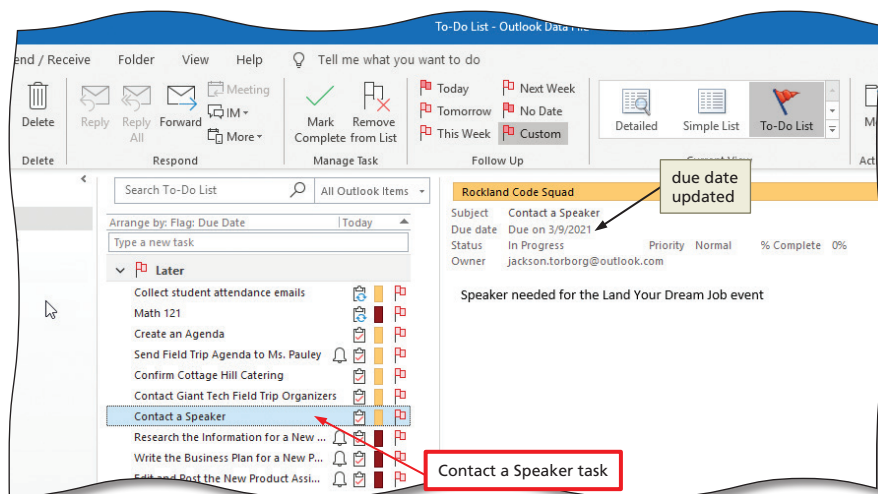 To-Do List - Outlook Data File
end / Receive Folder View Help Tell me what you want to do
Meeting
IM
More
Delete Reply Reply All Forward
Mark Complete Remove from List
Today Next Week
Tomorrow No Date
This Week Custom
Detailed Simple List To-Do List
Delete Respond Manage Task Follow Up Current View
Search To-Do List All Outlook Items
Arrange by: Flag: Due Date Today
Type a new task
Later
Collect student attendance emails
Math 121
Create an Agenda
Send Field Trip Agenda to Ms. Pauley
Confirm Cottage Hill Catering
Contact Giant Tech Field Trip Organizers
Contact a Speaker
Research the Information for a New ...
Write the Business Plan for a New P...
Edit and Post the New Product Assi...
Rockland Code Squad
Subject Contact a Speaker
Due date Due on 3/9/2021
Status In Progress Priority Normal % Complete 0%
Owner jackson.torborg@outlook.com
Speaker needed for the Land Your Dream Job event
due date
updated
Contact a Speaker task